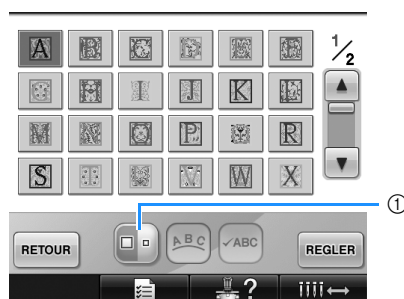 A B 1/2
H I J K L
M N P R
S V W X
①
ABC ✓ABC
RETOUR REGLER
?